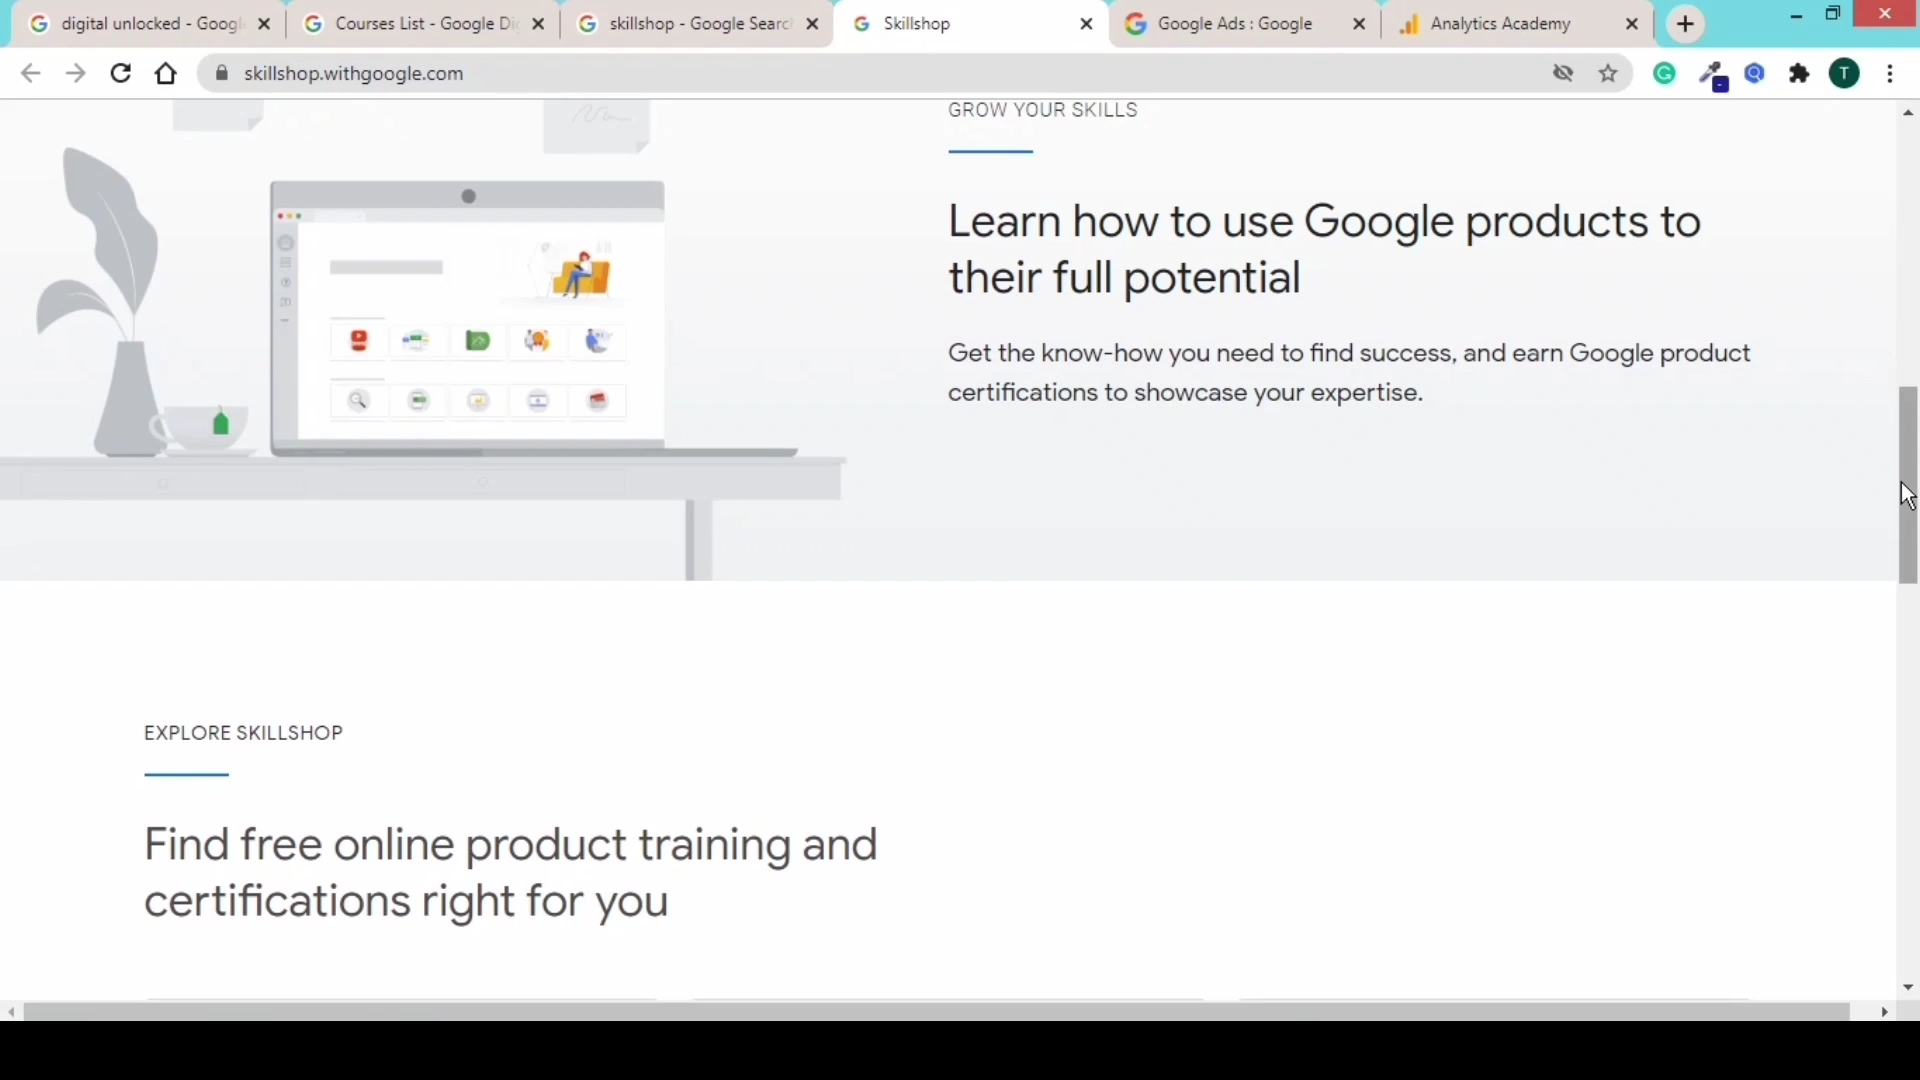 digital unlocked - Googl
Courses List - Google Di
skillshop - Google Searc
Skillshop
Google Ads : Google
Analytics Academy
skillshop.withgoogle.com
T
GROW YOUR SKILLS
Learn how to use Google products to
their full potential
Get the know-how you need to find success, and earn Google product
certifications to showcase your expertise.
EXPLORE SKILLSHOP
Find free online product training and
certifications right for you